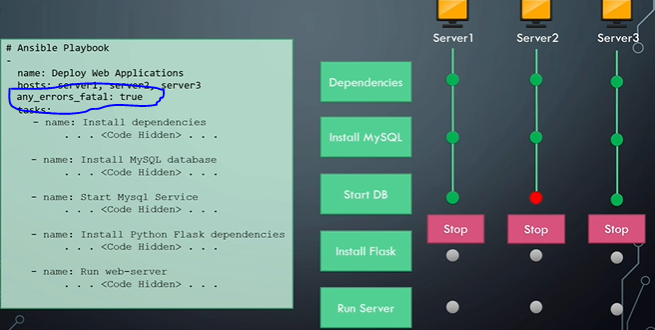 # Ansible Playbook
-
name: Deploy Web Applications
hosts: server1, server2, server3
any_errors_fatal: true
tasks:
- name: Install dependencies
. . . <Code Hidden> . . .
- name: Install MySQL database
. . . <Code Hidden> . . .
- name: Start Mysql Service
. . . <Code Hidden> . . .
- name: Install Python Flask dependencies
. . . <Code Hidden> . . .
- name: Run web-server
. . . <Code Hidden> . . .
Server1 Server2 Server3
Dependencies
Install MySQL
Start DB
Stop Stop Stop
Install Flask
Run Server